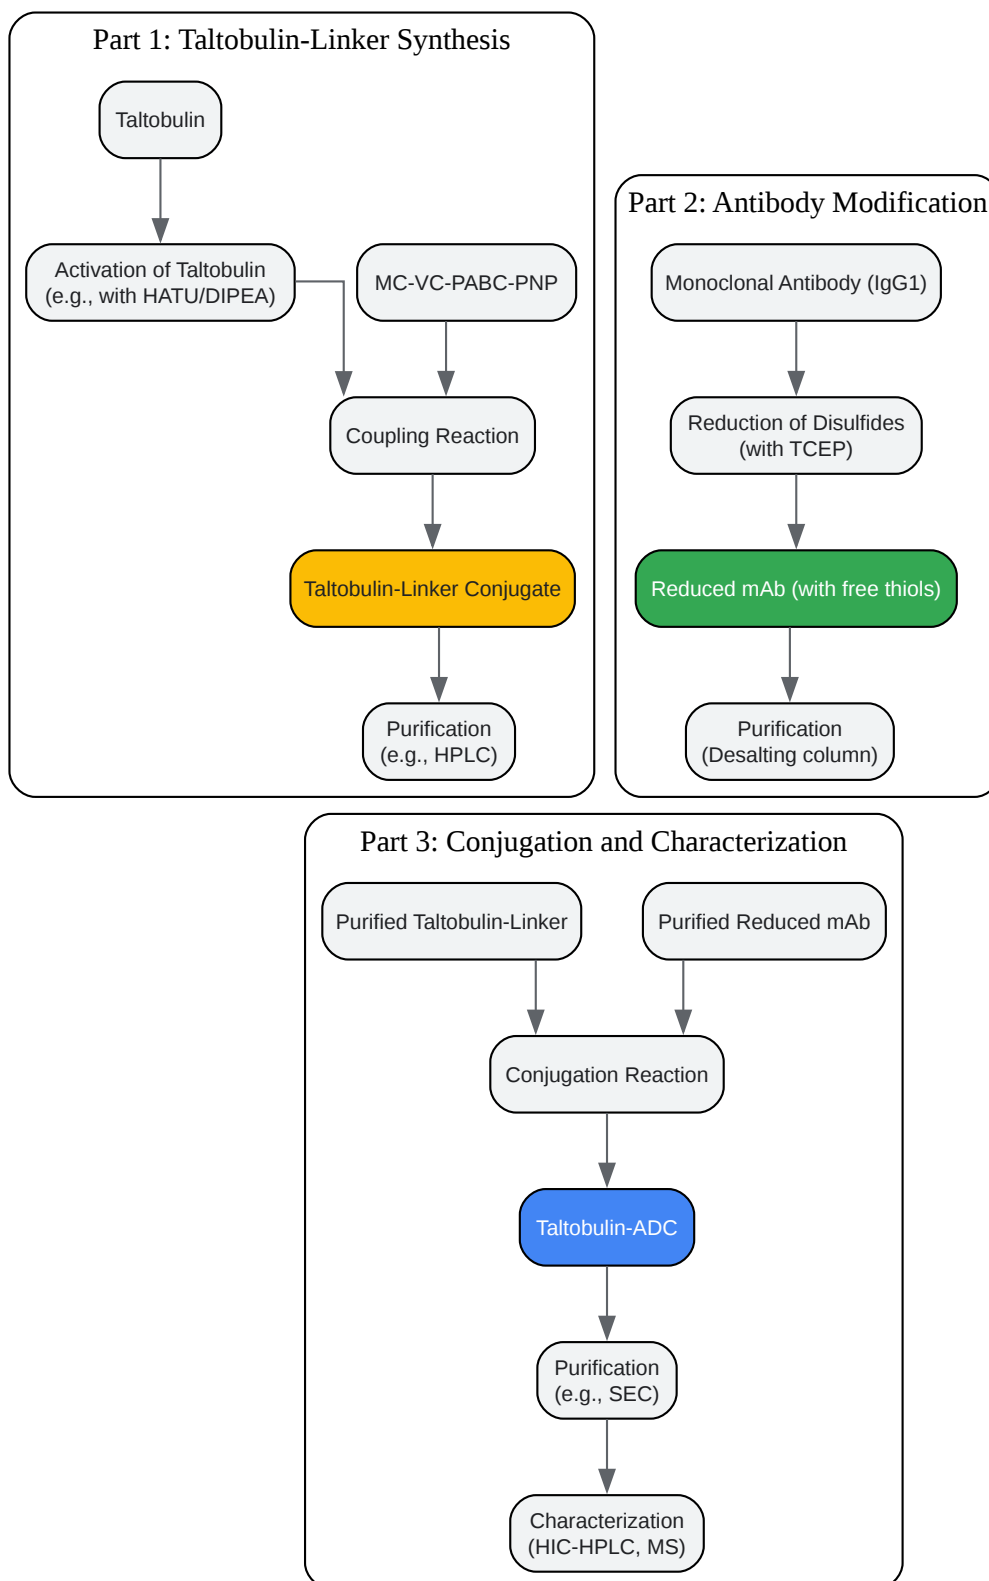 Part 1: Taltobulin-Linker Synthesis
Taltobulin
Activation of Taltobulin
(e.g., with HATU/DIPEA)
MC-VC-PABC-PNP
Coupling Reaction
Taltobulin-Linker Conjugate
Purification
(e.g., HPLC)
Part 2: Antibody Modification
Monoclonal Antibody (IgG1)
Reduction of Disulfides
(with TCEP)
Reduced mAb (with free thiols)
Purification
(Desalting column)
Part 3: Conjugation and Characterization
Purified Taltobulin-Linker
Purified Reduced mAb
Conjugation Reaction
Taltobulin-ADC
Purification
(e.g., SEC)
Characterization
(HIC-HPLC, MS)